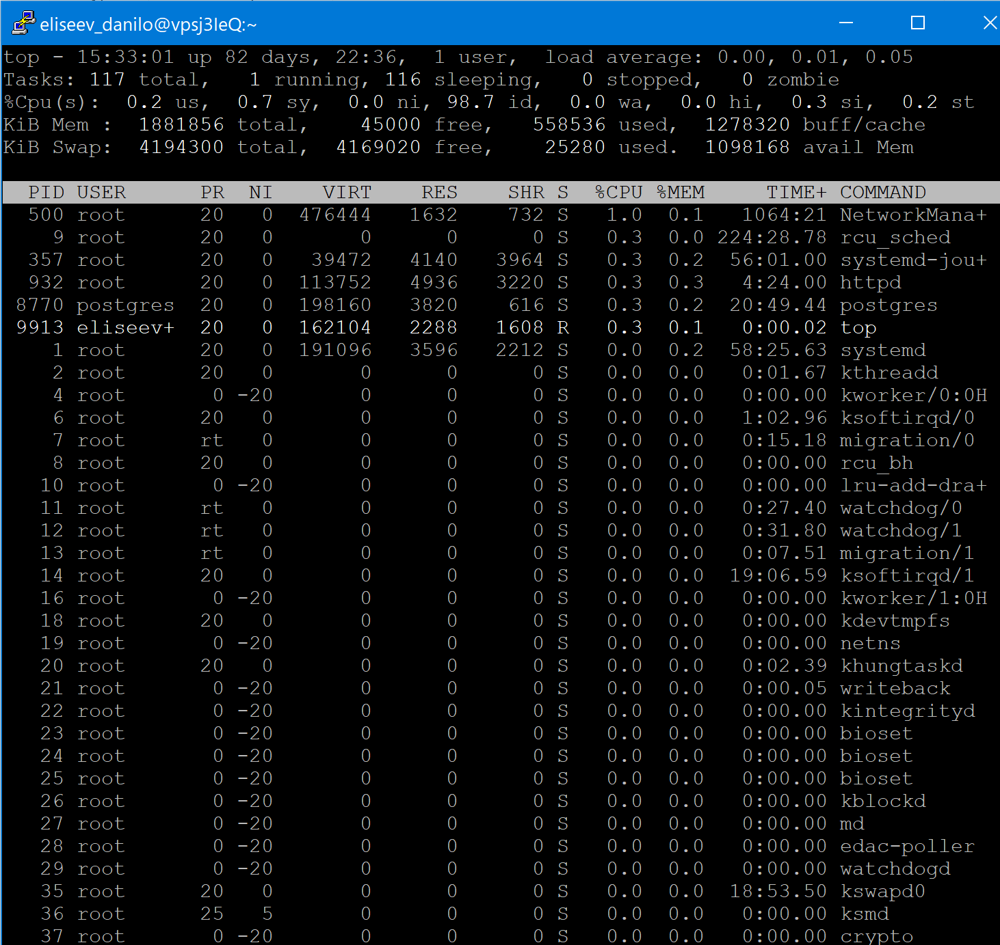 eliseev_danilo@vpsj3leQ:~
top - 15:33:01 up 82 days, 22:36,  1 user,  load average: 0.00, 0.01, 0.05
Tasks: 117 total,   1 running, 116 sleeping,   0 stopped,   0 zombie
%Cpu(s):  0.2 us,  0.7 sy,  0.0 ni, 98.7 id,  0.0 wa,  0.0 hi,  0.3 si,  0.2 st
KiB Mem :  1881856 total,    45000 free,   558536 used,  1278320 buff/cache
KiB Swap:  4194300 total,  4169020 free,    25280 used.  1098168 avail Mem
PID USER      PR  NI    VIRT    RES    SHR S  %CPU %MEM     TIME+ COMMAND
500 root      20   0  476444   1632    732 S   1.0  0.1   1064:21 NetworkMana+
9 root      20   0       0      0      0 S   0.3  0.0 224:28.78 rcu_sched
357 root      20   0   39472   4140   3964 S   0.3  0.2  56:01.00 systemd-jou+
932 root      20   0  113752   4936   3220 S   0.3  0.3   4:24.00 httpd
8770 postgres  20   0  198160   3820    616 S   0.3  0.2  20:49.44 postgres
9913 eliseev+  20   0  162104   2288   1608 R   0.3  0.1   0:00.02 top
1 root      20   0  191096   3596   2212 S   0.0  0.2  58:25.63 systemd
2 root      20   0       0      0      0 S   0.0  0.0   0:01.67 kthreadd
4 root       0 -20       0      0      0 S   0.0  0.0   0:00.00 kworker/0:0H
6 root      20   0       0      0      0 S   0.0  0.0   1:02.96 ksoftirqd/0
7 root      rt   0       0      0      0 S   0.0  0.0   0:15.18 migration/0
8 root      20   0       0      0      0 S   0.0  0.0   0:00.00 rcu_bh
10 root       0 -20       0      0      0 S   0.0  0.0   0:00.00 lru-add-dra+
11 root      rt   0       0      0      0 S   0.0  0.0   0:27.40 watchdog/0
12 root      rt   0       0      0      0 S   0.0  0.0   0:31.80 watchdog/1
13 root      rt   0       0      0      0 S   0.0  0.0   0:07.51 migration/1
14 root      20   0       0      0      0 S   0.0  0.0  19:06.59 ksoftirqd/1
16 root       0 -20       0      0      0 S   0.0  0.0   0:00.00 kworker/1:0H
18 root      20   0       0      0      0 S   0.0  0.0   0:00.00 kdevtmpfs
19 root       0 -20       0      0      0 S   0.0  0.0   0:00.00 netns
20 root      20   0       0      0      0 S   0.0  0.0   0:02.39 khungtaskd
21 root       0 -20       0      0      0 S   0.0  0.0   0:00.05 writeback
22 root       0 -20       0      0      0 S   0.0  0.0   0:00.00 kintegrityd
23 root       0 -20       0      0      0 S   0.0  0.0   0:00.00 bioset
24 root       0 -20       0      0      0 S   0.0  0.0   0:00.00 bioset
25 root       0 -20       0      0      0 S   0.0  0.0   0:00.00 bioset
26 root       0 -20       0      0      0 S   0.0  0.0   0:00.00 kblockd
27 root       0 -20       0      0      0 S   0.0  0.0   0:00.00 md
28 root       0 -20       0      0      0 S   0.0  0.0   0:00.00 edac-poller
29 root       0 -20       0      0      0 S   0.0  0.0   0:00.00 watchdogd
35 root      20   0       0      0      0 S   0.0  0.0  18:53.50 kswapd0
36 root      25   5       0      0      0 S   0.0  0.0   0:00.00 ksmd
37 root       0 -20       0      0      0 S   0.0  0.0   0:00.00 crypto